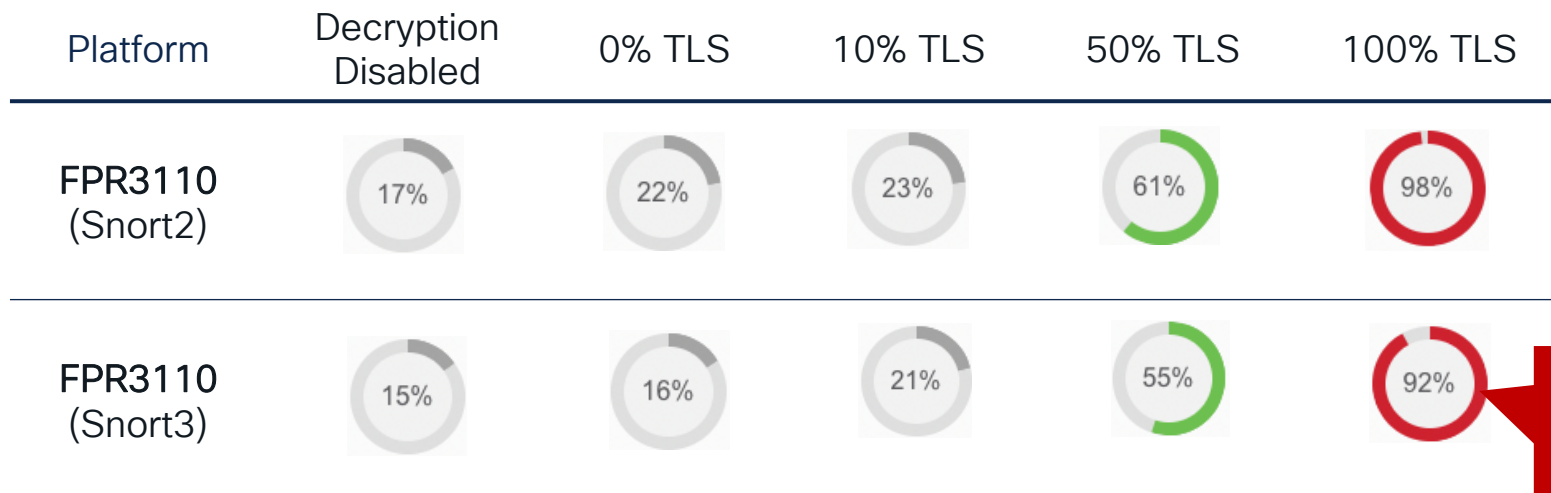 Platform
Decryption
Disabled
0% TLS
10% TLS
50% TLS
100% TLS
FPR3110
(Snort2)
17%
22%
23%
61%
98%
FPR3110
(Snort3)
15%
16%
21%
55%
92%